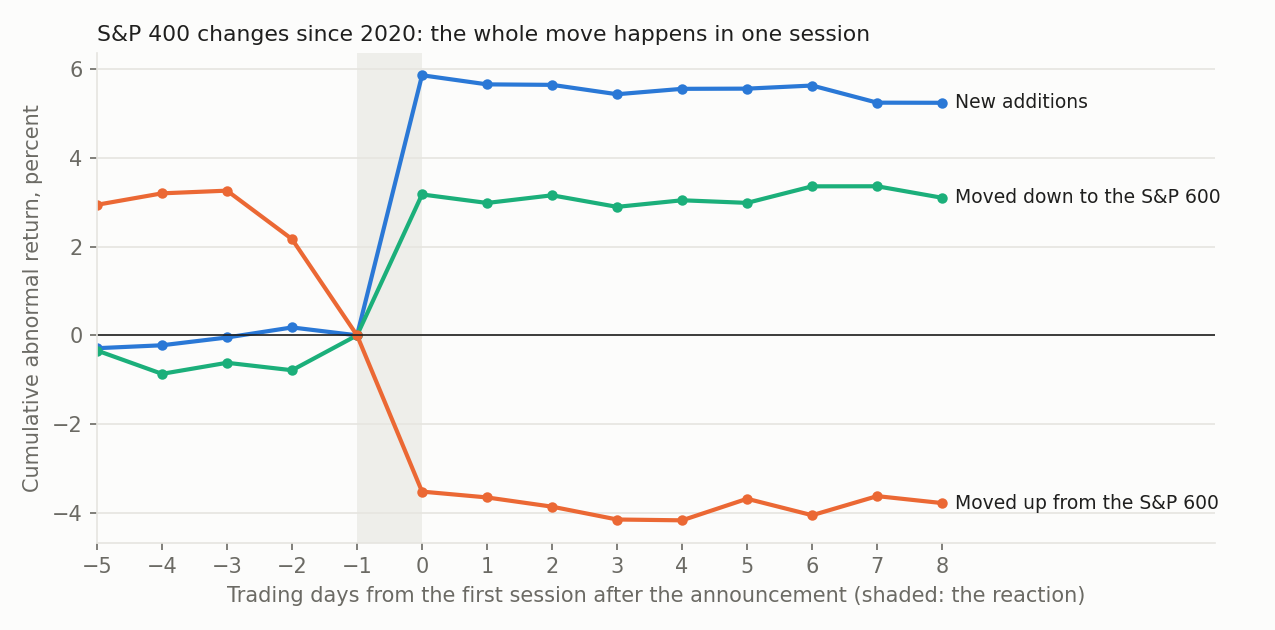 S&P 400 changes since 2020: the whole move happens in one session
Cumulative abnormal return, percent
6
4
2
0
−2
−4
New additions
Moved down to the S&P 600
Moved up from the S&P 600
−5 −4 −3 −2 −1 0 1 2 3 4 5 6 7 8
Trading days from the first session after the announcement (shaded: the reaction)